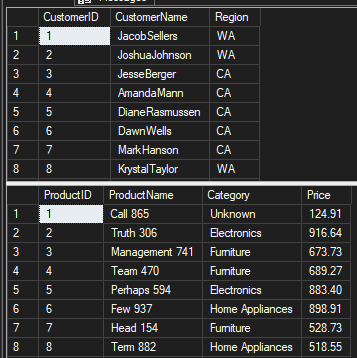 CustomerID CustomerName Region
1 1 JacobSellers WA
2 2 JoshuaJohnson WA
3 3 JesseBerger CA
4 4 AmandaMann CA
5 5 DianeRasmussen CA
6 6 DawnWells CA
7 7 MarkHanson CA
8 8 KrystalTaylor WA
ProductID ProductName Category Price
1 1 Call 865 Unknown 124.91
2 2 Truth 306 Electronics 916.64
3 3 Management 741 Furniture 673.73
4 4 Team 470 Furniture 689.27
5 5 Perhaps 594 Electronics 883.40
6 6 Few 937 Home Appliances 898.91
7 7 Head 154 Furniture 528.73
8 8 Term 882 Home Appliances 518.55